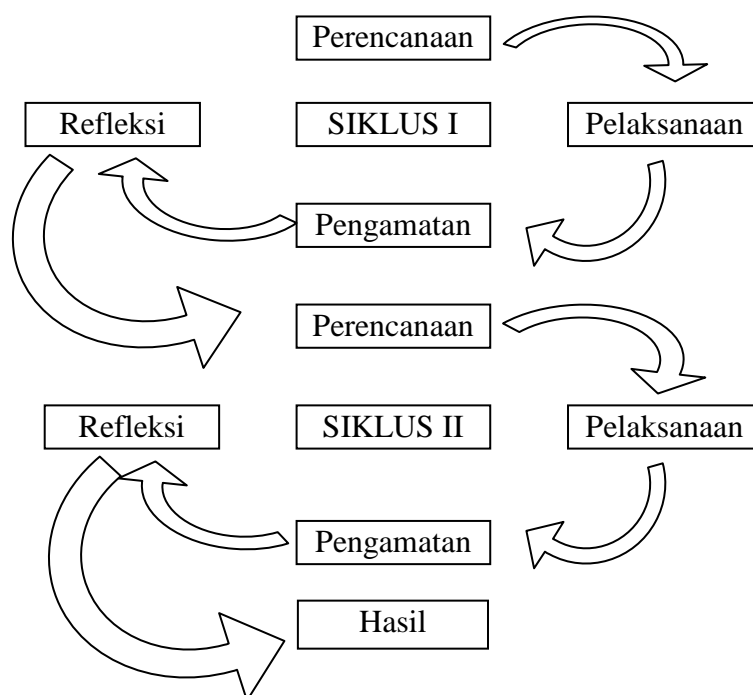 Perencanaan
Refleksi
SIKLUS I
Pelaksanaan
Pengamatan
Perencanaan
Refleksi
SIKLUS II
Pelaksanaan
Pengamatan
Hasil